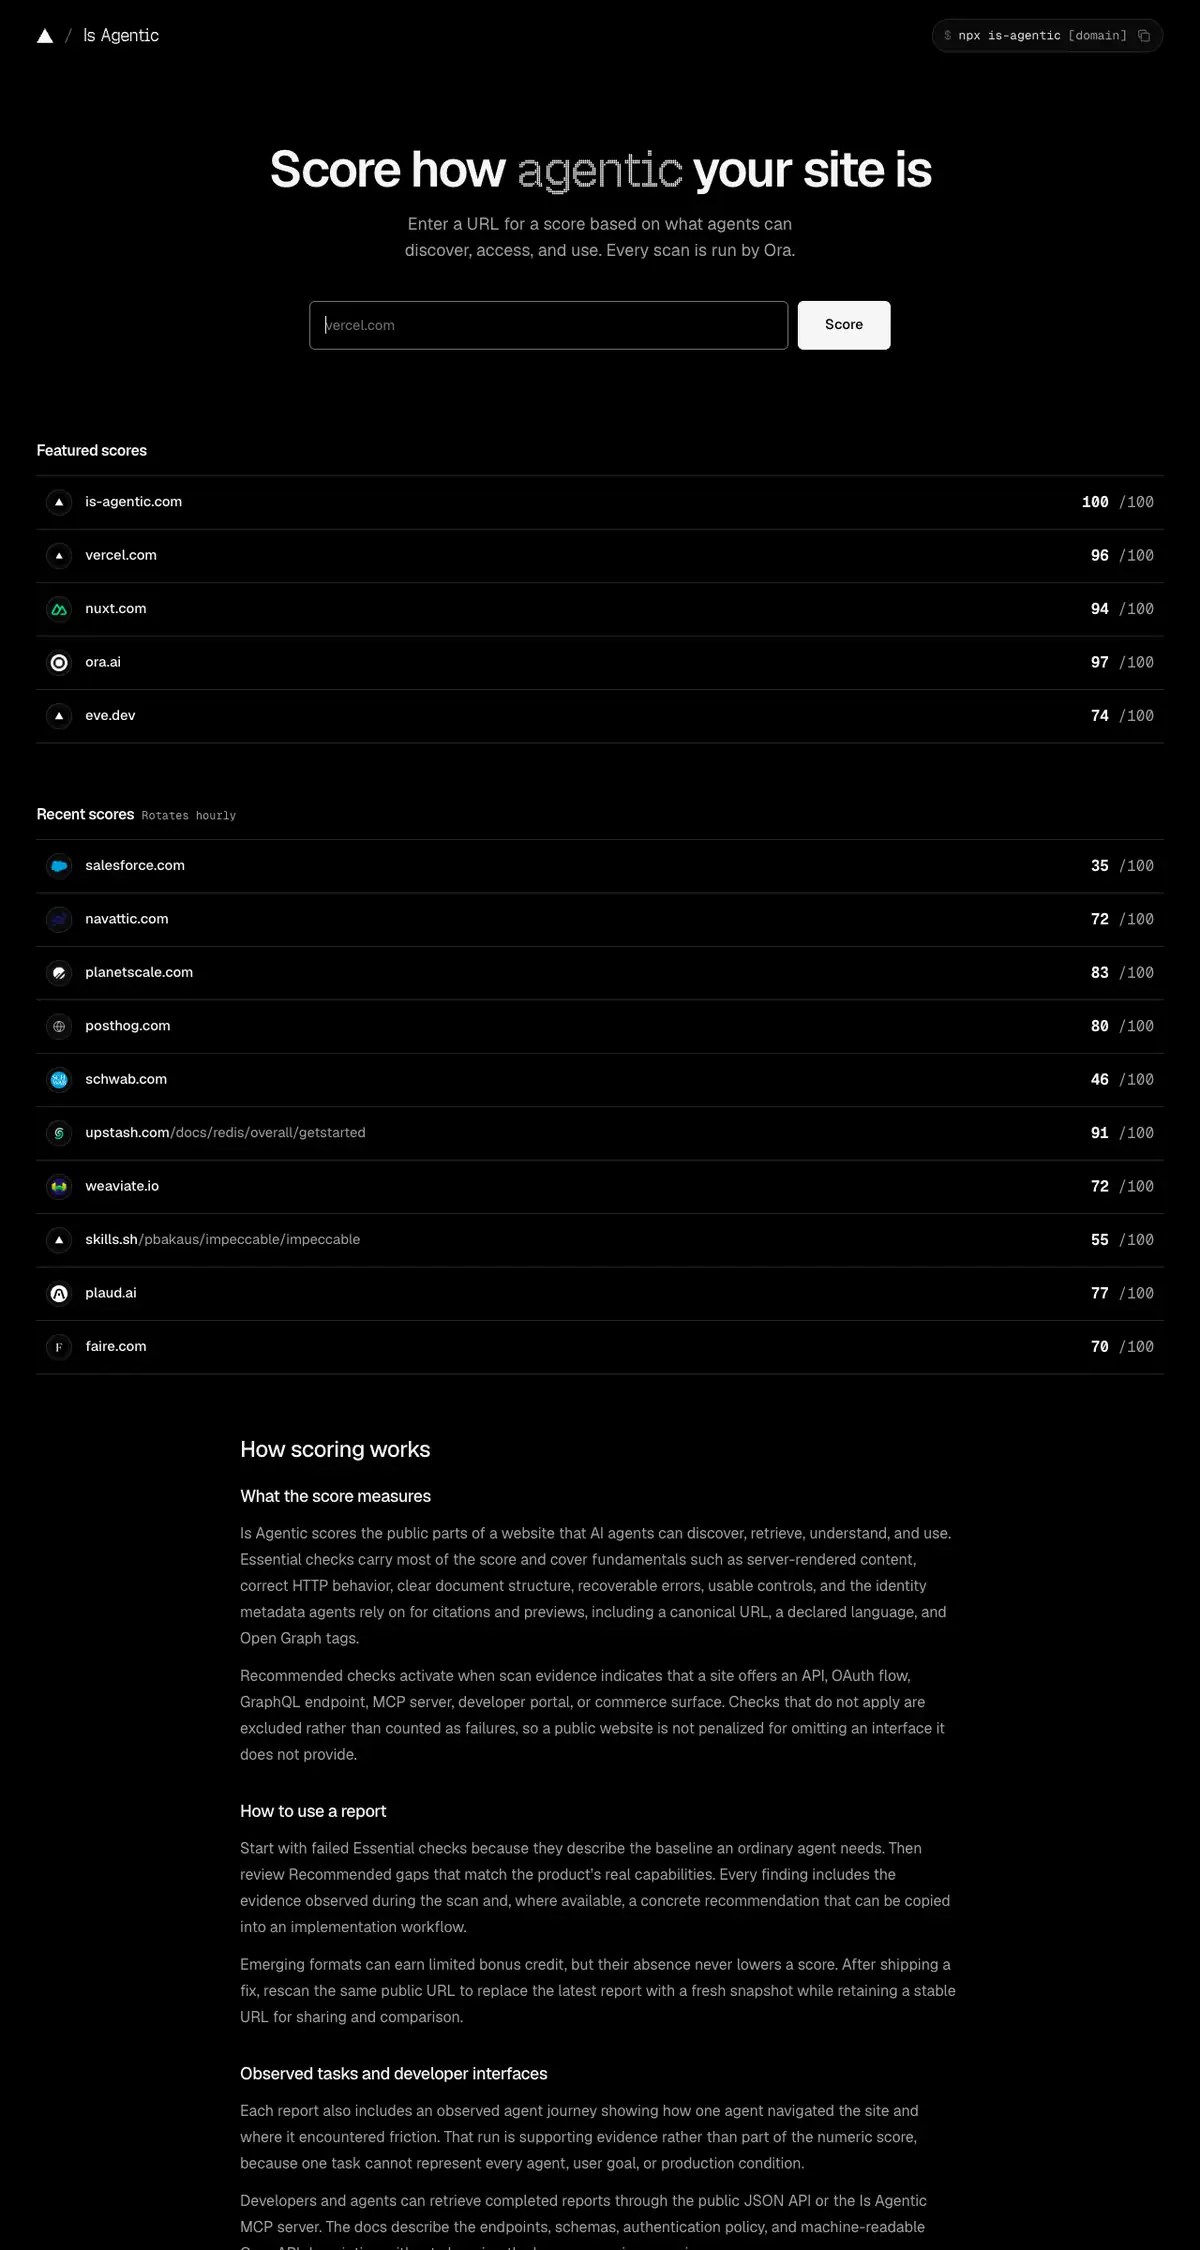 / Is Agentic
$ npx is-agentic [domain]
Score how agentic your site is
Enter a URL for a score based on what agents can
discover, access, and use. Every scan is run by Ora.
vercel.com
Score
Featured scores
is-agentic.com 100 /100
vercel.com 96 /100
nuxt.com 94 /100
ora.ai 97 /100
eve.dev 74 /100
Recent scores Rotates hourly
salesforce.com 35 /100
navattic.com 72 /100
planetscale.com 83 /100
posthog.com 80 /100
schwab.com 46 /100
upstash.com/docs/redis/overall/getstarted 91 /100
weaviate.io 72 /100
skills.sh/pbakaus/impeccable/impeccable 55 /100
plaud.ai 77 /100
F faire.com 70 /100
How scoring works
What the score measures
Is Agentic scores the public parts of a website that AI agents can discover, retrieve, understand, and use.
Essential checks carry most of the score and cover fundamentals such as server-rendered content,
correct HTTP behavior, clear document structure, recoverable errors, usable controls, and the identity
metadata agents rely on for citations and previews, including a canonical URL, a declared language, and
Open Graph tags.
Recommended checks activate when scan evidence indicates that a site offers an API, OAuth flow,
GraphQL endpoint, MCP server, developer portal, or commerce surface. Checks that do not apply are
excluded rather than counted as failures, so a public website is not penalized for omitting an interface it
does not provide.
How to use a report
Start with failed Essential checks because they describe the baseline an ordinary agent needs. Then
review Recommended gaps that match the product's real capabilities. Every finding includes the
evidence observed during the scan and, where available, a concrete recommendation that can be copied
into an implementation workflow.
Emerging formats can earn limited bonus credit, but their absence never lowers a score. After shipping a
fix, rescan the same public URL to replace the latest report with a fresh snapshot while retaining a stable
URL for sharing and comparison.
Observed tasks and developer interfaces
Each report also includes an observed agent journey showing how one agent navigated the site and
where it encountered friction. That run is supporting evidence rather than part of the numeric score,
because one task cannot represent every agent, user goal, or production condition.
Developers and agents can retrieve completed reports through the public JSON API or the Is Agentic
MCP server. The docs describe the endpoints, schemas, authentication policy, and machine-readable